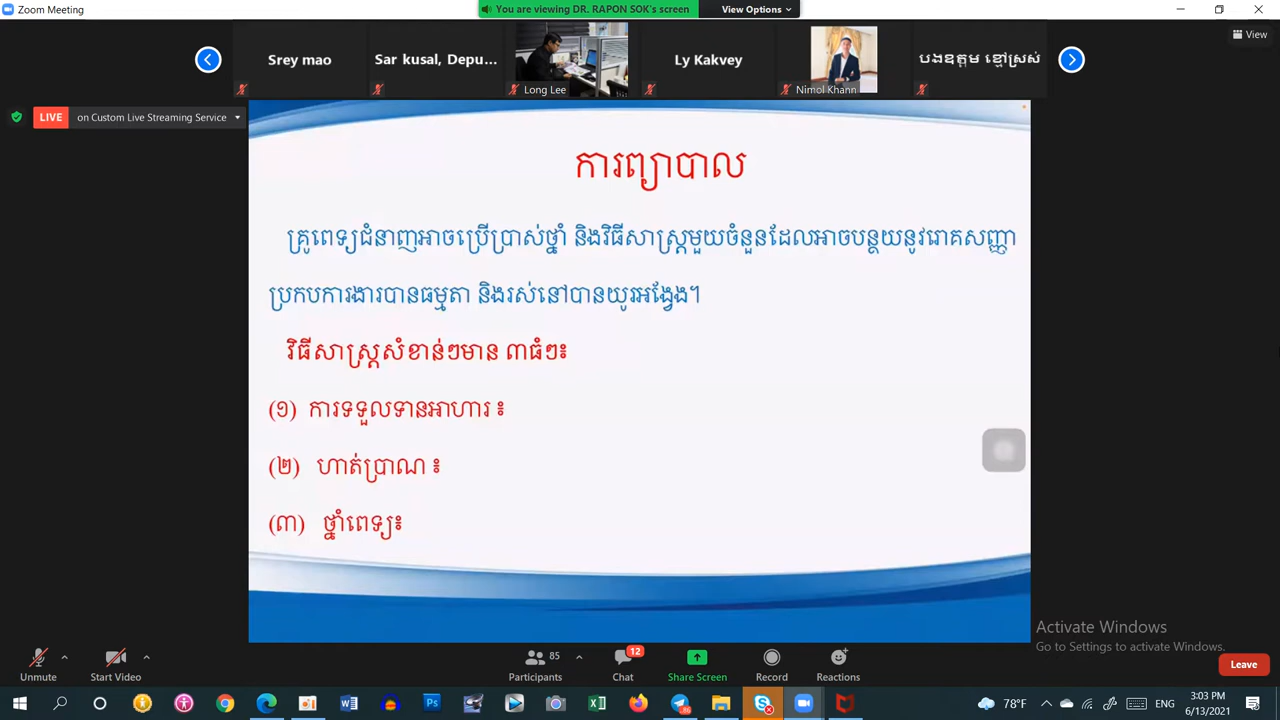 Zoom Meeting
You are viewing DR. RAPON SOK's screen
View Options
View
Srey mao
Sar kusal, Depu...
Long Lee
Ly Kakvey
Nimol Khann
បងឧត្តម ខ្មៅស្រស់
LIVE on Custom Live Streaming Service
ការព្យាបាល
គ្រូពេទ្យជំនាញអាចប្រើប្រាស់ថ្នាំ និងវិធីសាស្ត្រមួយចំនួនដែលអាចបន្ថយនូវរោគសញ្ញា
ប្រកបការងារបានធម្មតា និងរស់នៅបានយូរអង្វែង។
វិធីសាស្ត្រសំខាន់ៗមាន ៣ធំៗ៖
(១) ការទទួលទានអាហារ ៖
(២) ហាត់ប្រាណ ៖
(៣) ថ្នាំពេទ្យ៖
Activate Windows
Go to Settings to activate Windows.
Unmute
Start Video
85
Participants
12
Chat
Share Screen
Record
Reactions
Leave
78°F
ENG
3:03 PM
6/13/2021